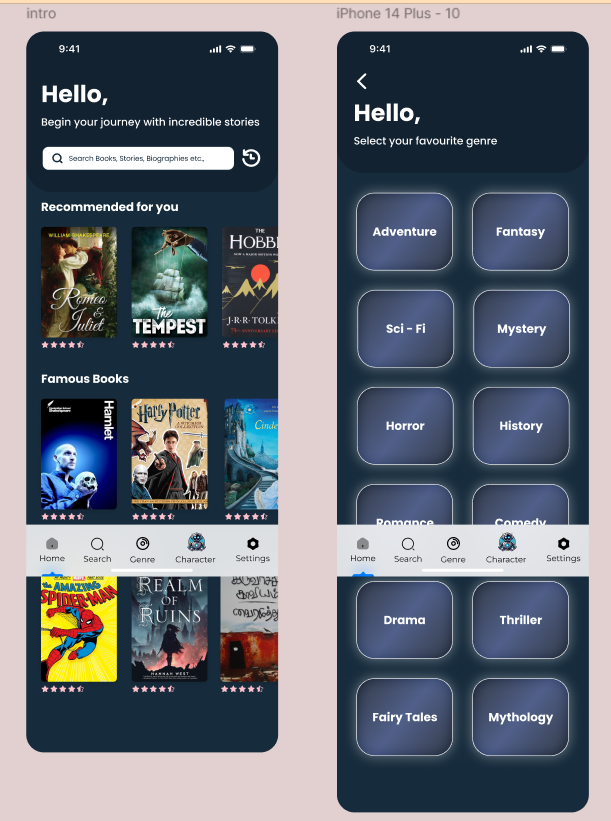 intro
9:41
Hello,
Begin your journey with incredible stories
Search Books, Stories, Biographies etc.,
Recommended for you
WILLIAM SHAKESPEARE
Romeo
&
Juliet
The
TEMPEST
THE
HOBB
J·R·R·TOLK
Famous Books
Hamlet
Harry Potter
Cinde
Home
Search
Genre
Character
Settings
the AMAZING
SPIDER-MAN
REALM
OF
RUINS
HANNAH WEST
iPhone 14 Plus - 10
9:41
Hello,
Select your favourite genre
Adventure
Fantasy
Sci - Fi
Mystery
Horror
History
Romance
Comedy
Home
Search
Genre
Character
Settings
Drama
Thriller
Fairy Tales
Mythology